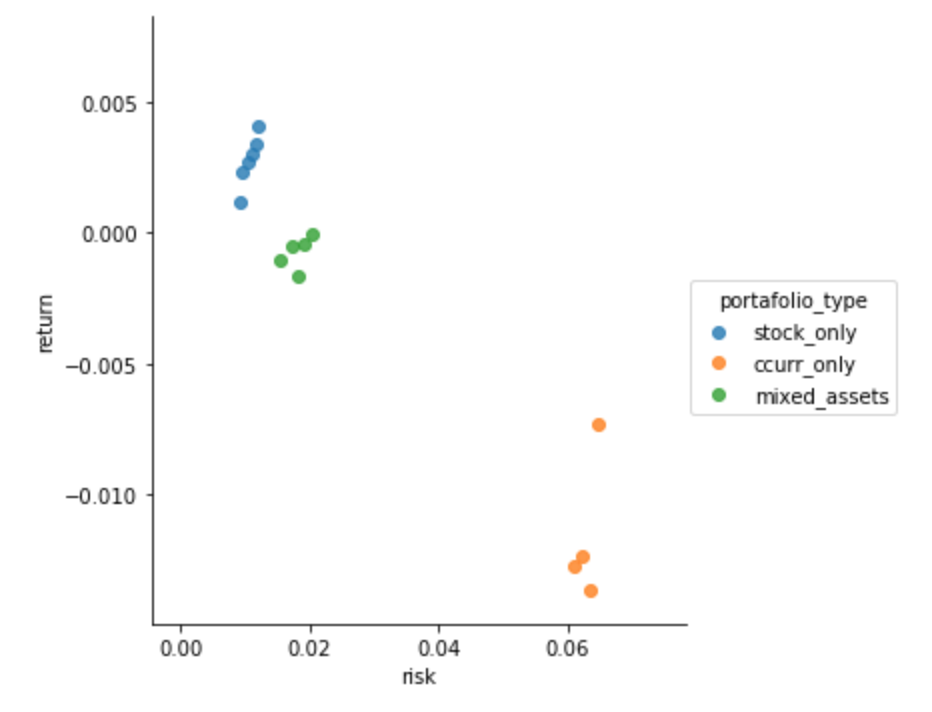 0.005
0.000
−0.005
−0.010
return
0.00
0.02
0.04
0.06
risk
portafolio_type
stock_only
ccurr_only
mixed_assets